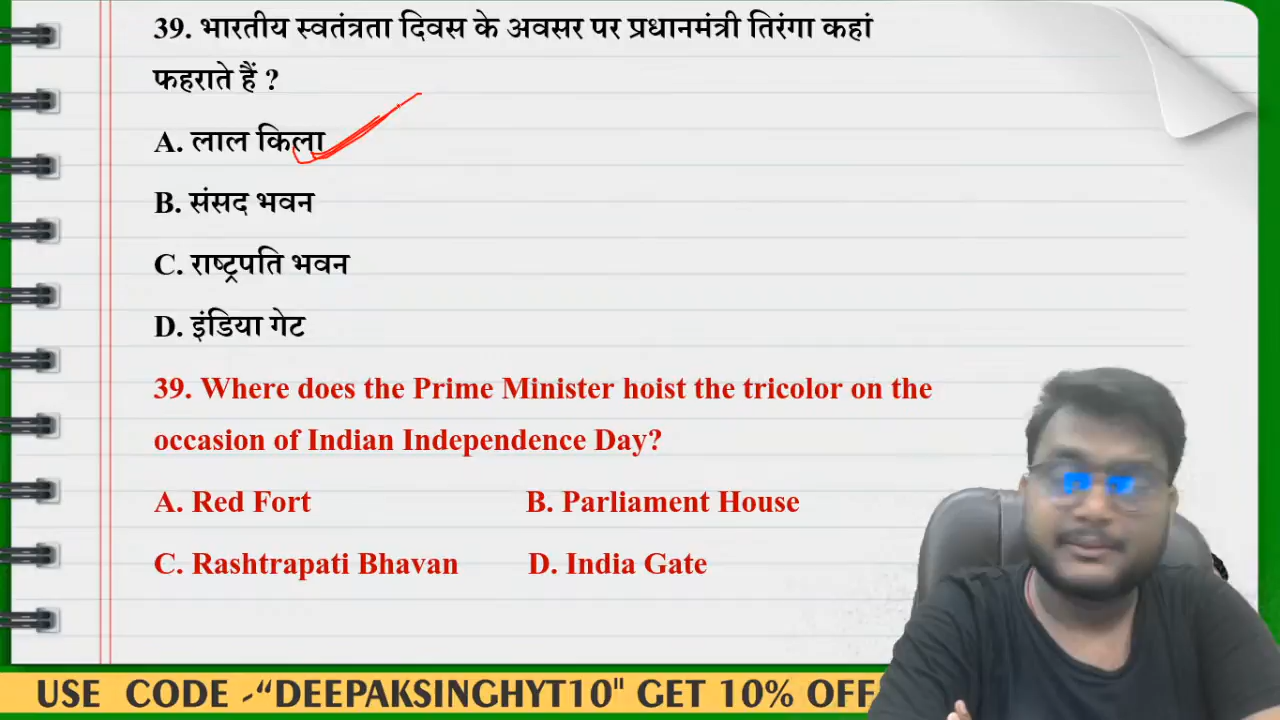 39. भारतीय स्वतंत्रता दिवस के अवसर पर प्रधानमंत्री तिरंगा कहां
फहराते हैं ?
A. लाल किला
B. संसद भवन
C. राष्ट्रपति भवन
D. इंडिया गेट
39. Where does the Prime Minister hoist the tricolor on the
occasion of Indian Independence Day?
A. Red Fort B. Parliament House
C. Rashtrapati Bhavan D. India Gate
USE CODE -“DEEPAKSINGHYT10" GET 10% OFF